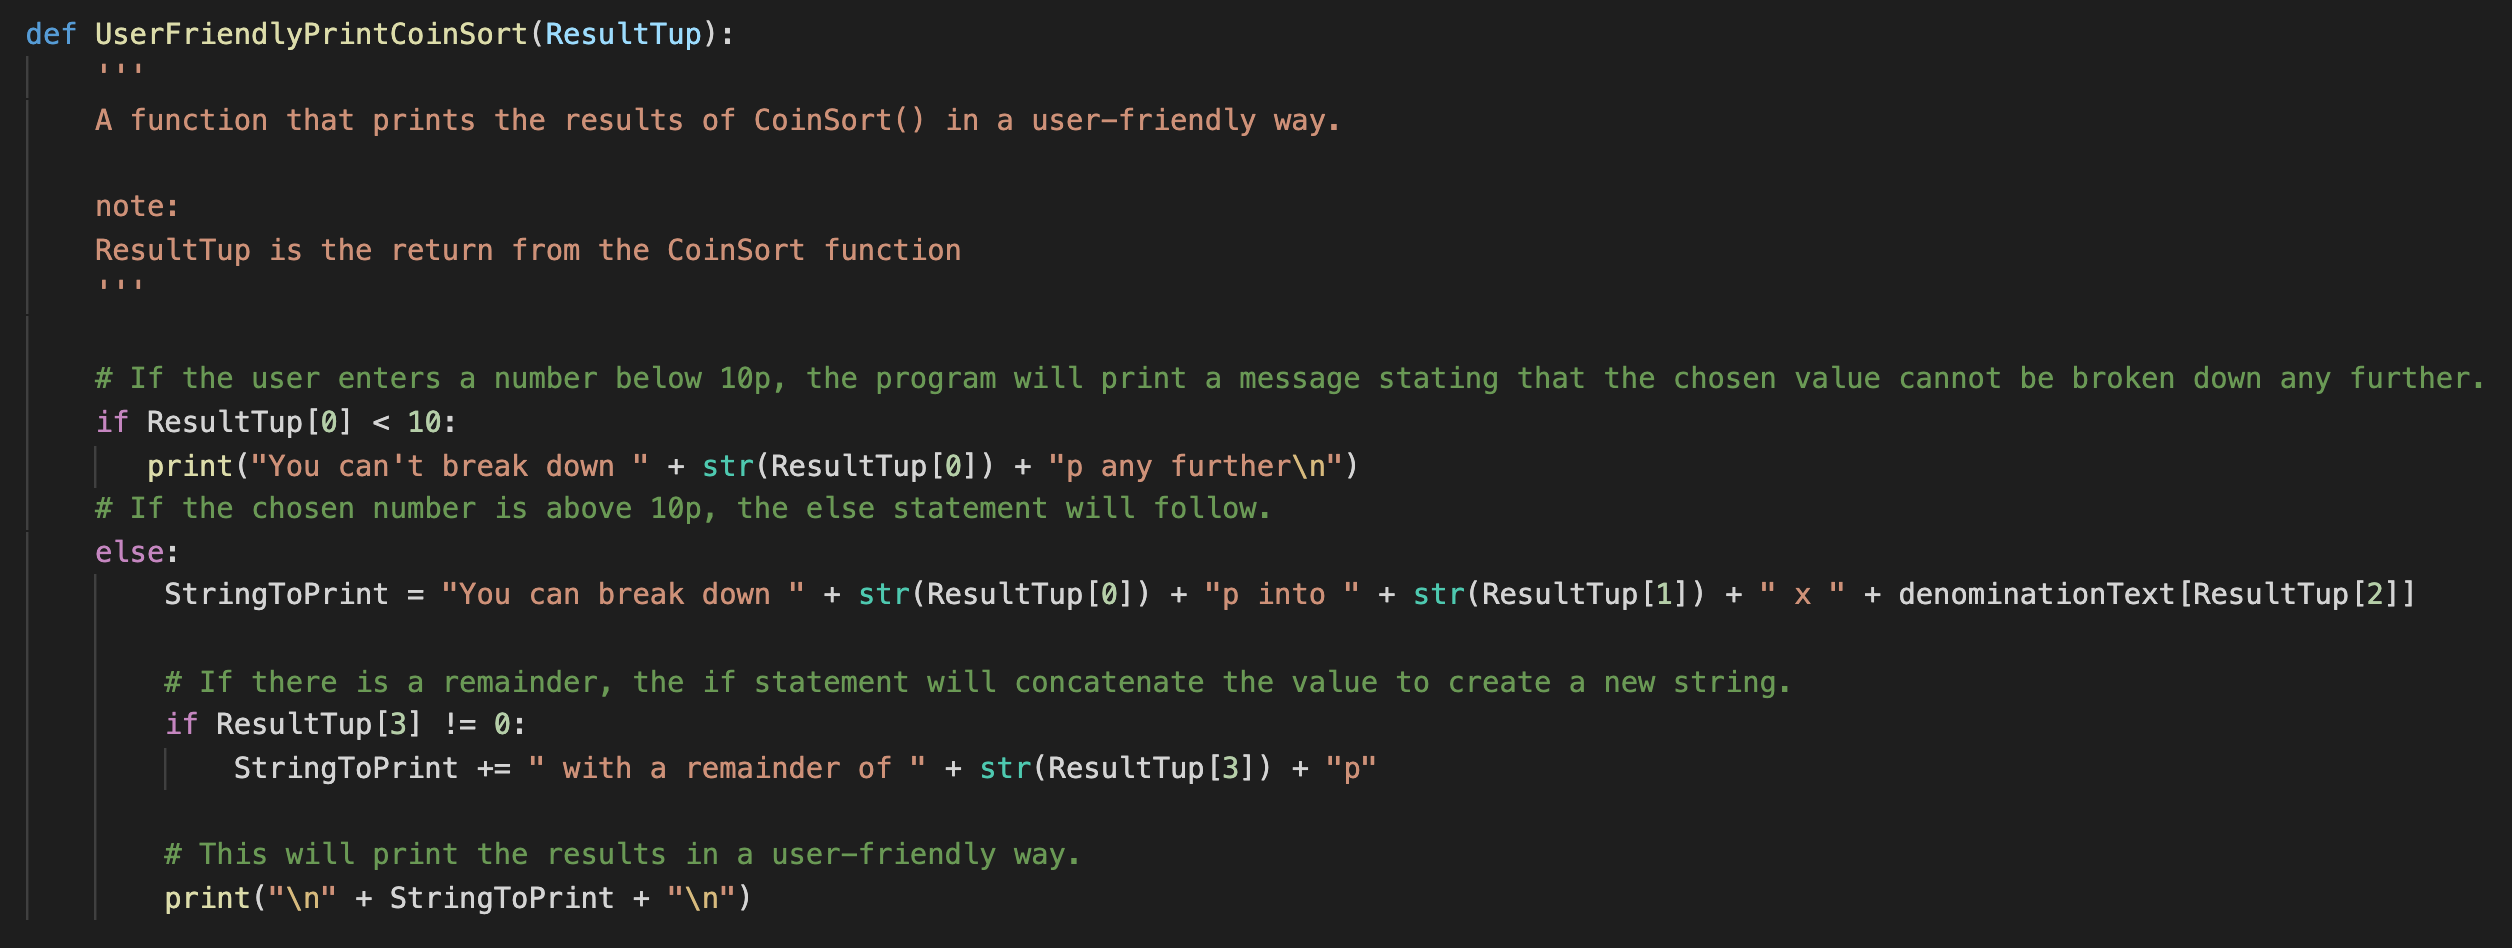 def UserFriendlyPrintCoinSort(ResultTup):
    '''
    A function that prints the results of CoinSort() in a user-friendly way.

    note:
    ResultTup is the return from the CoinSort function
    '''

    # If the user enters a number below 10p, the program will print a message stating that the chosen value cannot be broken down any further.
    if ResultTup[0] < 10:
       print("You can't break down " + str(ResultTup[0]) + "p any further\n")
    # If the chosen number is above 10p, the else statement will follow.
    else:
        StringToPrint = "You can break down " + str(ResultTup[0]) + "p into " + str(ResultTup[1]) + " x " + denominationText[ResultTup[2]]

        # If there is a remainder, the if statement will concatenate the value to create a new string.
        if ResultTup[3] != 0:
            StringToPrint += " with a remainder of " + str(ResultTup[3]) + "p"

        # This will print the results in a user-friendly way.
        print("\n" + StringToPrint + "\n")